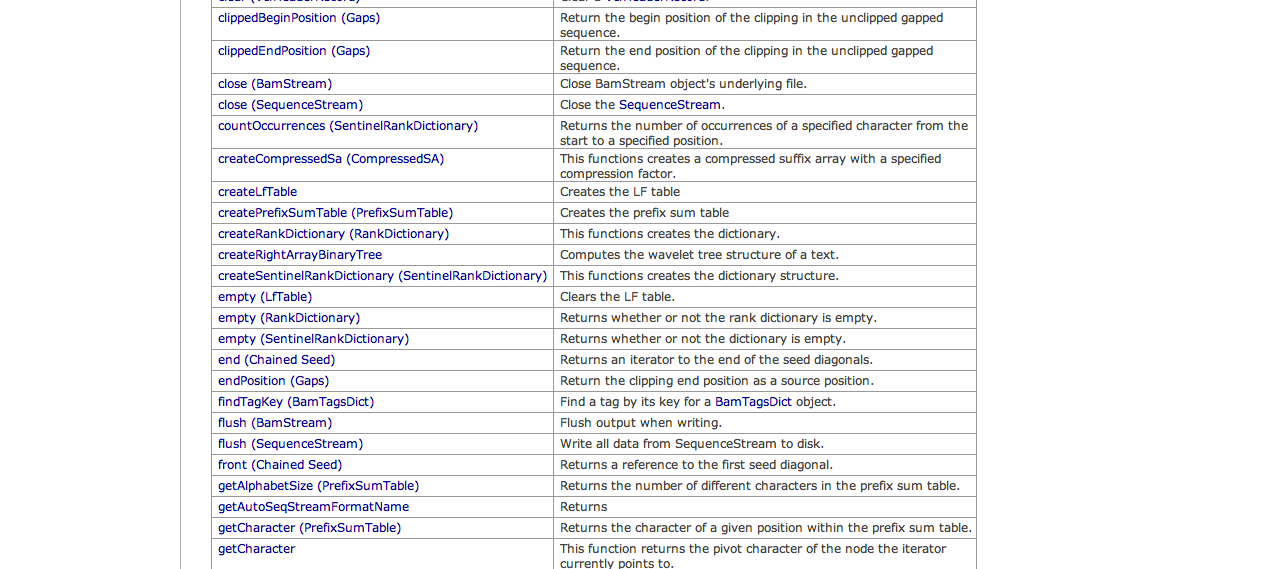 clippedBeginPosition (Gaps) Return the begin position of the clipping in the unclipped gapped
sequence.
clippedEndPosition (Gaps) Return the end position of the clipping in the unclipped gapped
sequence.
close (BamStream) Close BamStream object's underlying file.
close (SequenceStream) Close the SequenceStream.
countOccurrences (SentinelRankDictionary) Returns the number of occurrences of a specified character from the
start to a specified position.
createCompressedSa (CompressedSA) This functions creates a compressed suffix array with a specified
compression factor.
createLfTable Creates the LF table
createPrefixSumTable (PrefixSumTable) Creates the prefix sum table
createRankDictionary (RankDictionary) This functions creates the dictionary.
createRightArrayBinaryTree Computes the wavelet tree structure of a text.
createSentinelRankDictionary (SentinelRankDictionary) This functions creates the dictionary structure.
empty (LfTable) Clears the LF table.
empty (RankDictionary) Returns whether or not the rank dictionary is empty.
empty (SentinelRankDictionary) Returns whether or not the dictionary is empty.
end (Chained Seed) Returns an iterator to the end of the seed diagonals.
endPosition (Gaps) Return the clipping end position as a source position.
findTagKey (BamTagsDict) Find a tag by its key for a BamTagsDict object.
flush (BamStream) Flush output when writing.
flush (SequenceStream) Write all data from SequenceStream to disk.
front (Chained Seed) Returns a reference to the first seed diagonal.
getAlphabetSize (PrefixSumTable) Returns the number of different characters in the prefix sum table.
getAutoSeqStreamFormatName Returns
getCharacter (PrefixSumTable) Returns the character of a given position within the prefix sum table.
getCharacter This function returns the pivot character of the node the iterator
currently points to.